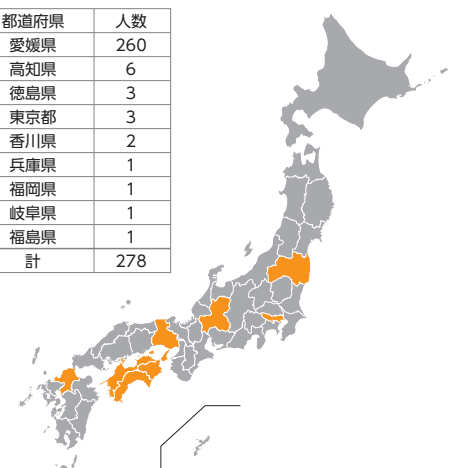 都道府県 人数
愛媛県 260
高知県 6
徳島県 3
東京都 3
香川県 2
兵庫県 1
福岡県 1
岐阜県 1
福島県 1
計 278